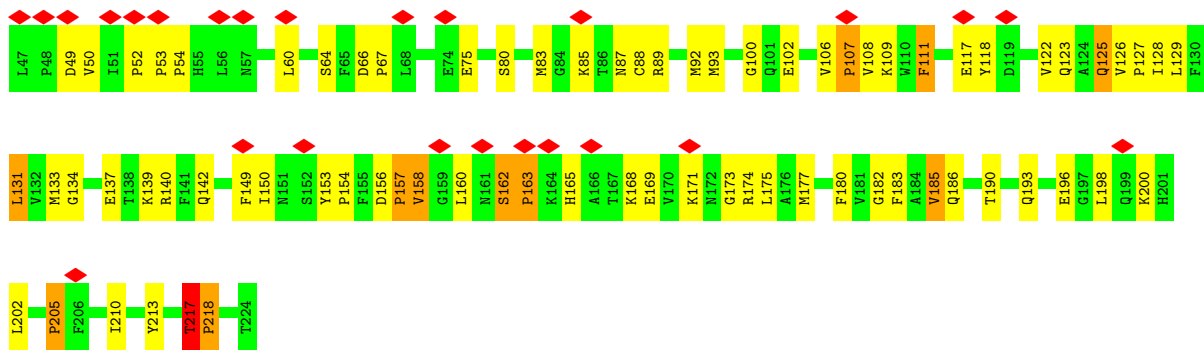 L47 P48 D49 V50 I51 P52 P53 P54 H55 L56 N57 L60 S64 F65 D66 P67 L68 E74 E75 S80 M83 G84 K85 T86 N87 C88 R89 M92 M93 G100 Q101 E102 V106 P107 V108 K109 W110 F111 E117 Y118 D119 V122 Q123 A124 Q125 V126 P127 I128 L129 F130
L131 V132 M133 G134 E137 T138 K139 R140 F141 Q142 F149 I150 N151 S152 Y153 P154 F155 D156 P157 V158 G159 L160 N161 S162 P163 K164 H165 A166 T167 K168 E169 V170 K171 N172 G173 R174 L175 A176 M177 F180 V181 G182 F183 A184 V185 Q186 T190 Q193 E196 G197 L198 Q199 K200 H201
L202 P205 F206 I210 Y213 T217 P218 T224